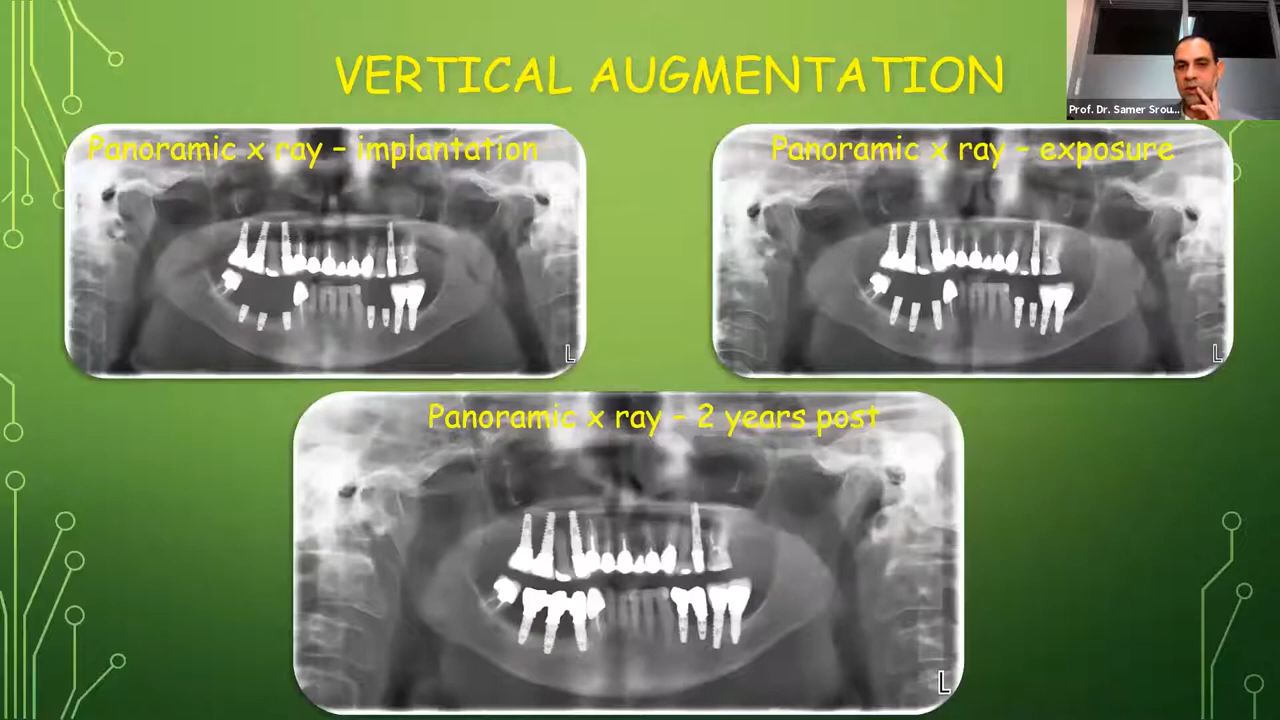 VERTICAL AUGMENTATION
Prof. Dr. Samer Srou...
Panoramic x ray – implantation
Panoramic x ray – exposure
L
L
Panoramic x ray – 2 years post
L